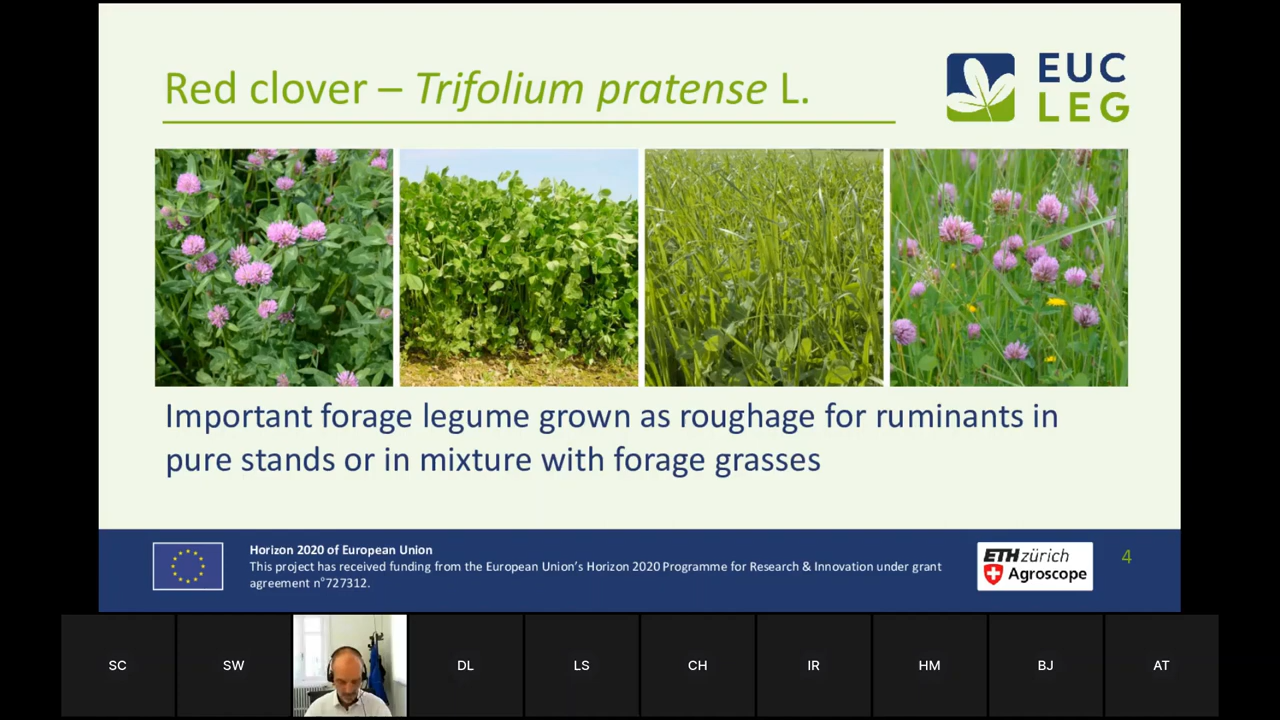 Red clover – Trifolium pratense L.
EUC
LEG
Important forage legume grown as roughage for ruminants in
pure stands or in mixture with forage grasses
Horizon 2020 of European Union
This project has received funding from the European Union’s Horizon 2020 Programme for Research & Innovation under grant
agreement n°727312.
ETH zürich
Agroscope
4
SC
SW
DL
LS
CH
IR
HM
BJ
AT